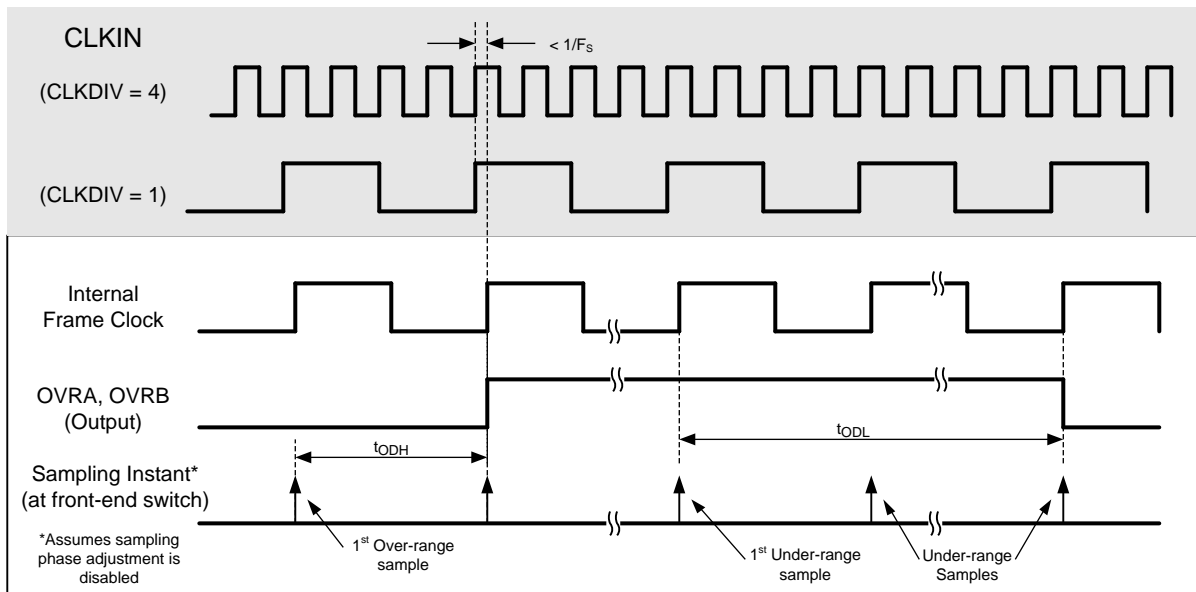 CLKIN
< 1/FS
(CLKDIV = 4)
(CLKDIV = 1)
Internal
Frame Clock
OVRA, OVRB
(Output)
tODH
tODL
Sampling Instant*
(at front-end switch)
*Assumes sampling
phase adjustment is
disabled
1st Over-range
sample
1st Under-range
sample
Under-range
Samples